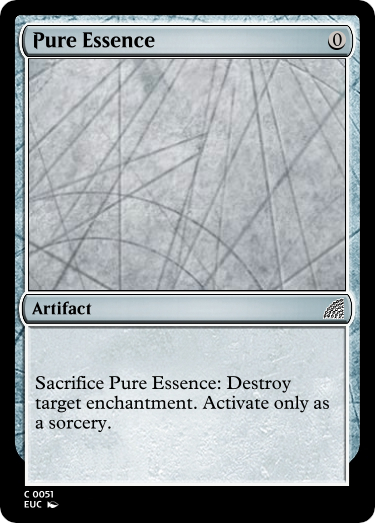 Pure Essence 0
Artifact
Sacrifice Pure Essence: Destroy
target enchantment. Activate only as
a sorcery.
C 0051
EUC